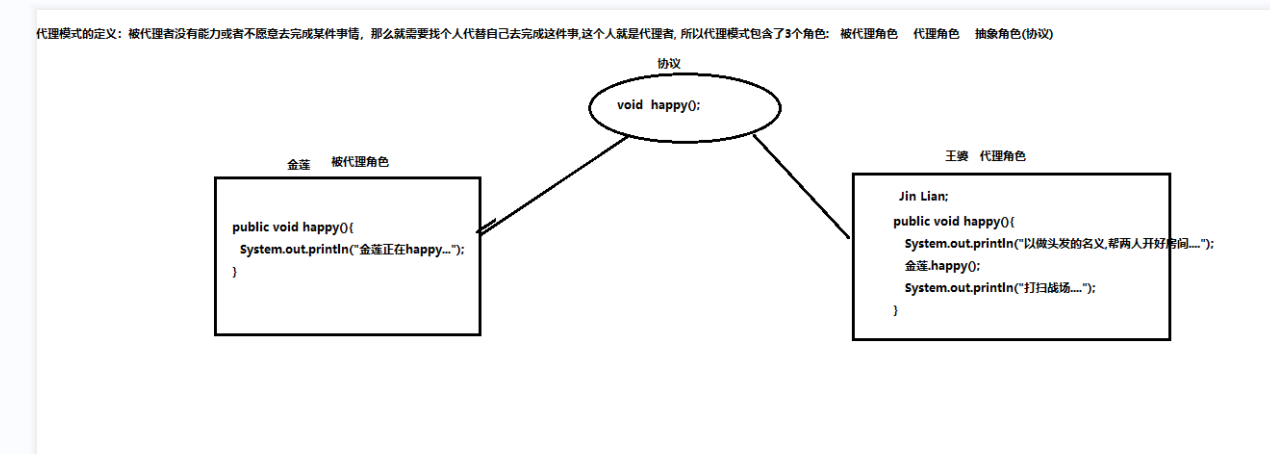 代理模式的定义：被代理者没有能力或者不愿意去完成某件事情，那么就需要找个人代替自己去完成这件事,这个人就是代理者, 所以代理模式包含了3个角色:   被代理角色    代理角色    抽象角色(协议)
协议
void  happy();
金莲    被代理角色
public void happy(){
System.out.println("金莲正在happy...");
}
王婆   代理角色
Jin Lian;
public void happy(){
System.out.println("以做头发的名义,帮两人开好房间....");
金莲.happy();
System.out.println("打扫战场....");
}